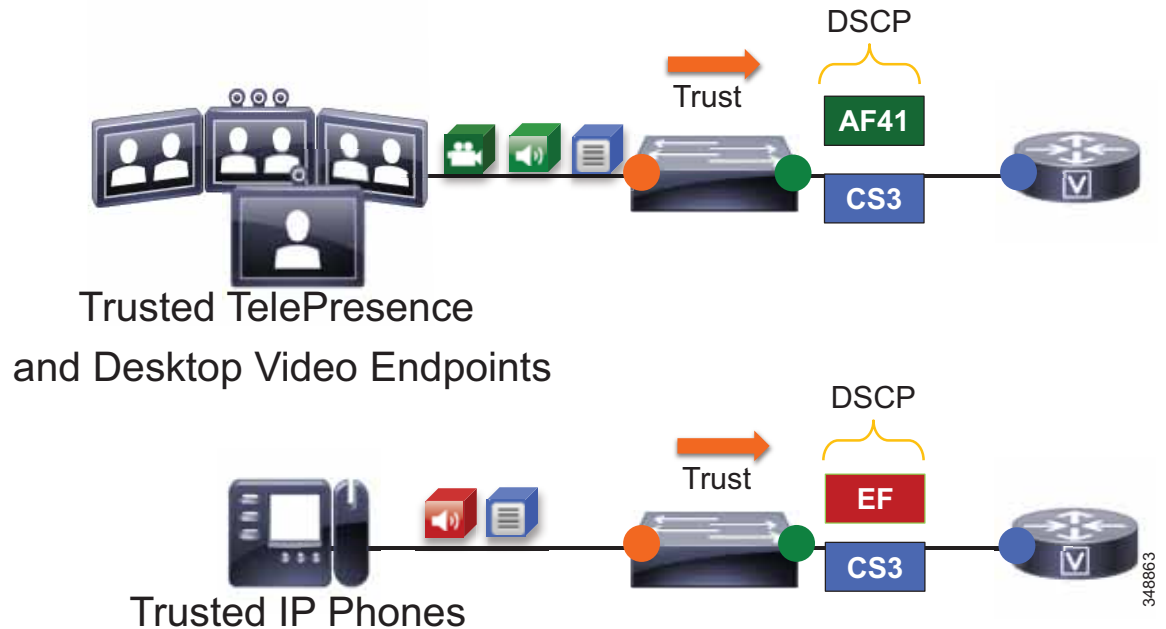 DSCP
Trust
AF41
V
CS3
Trusted TelePresence
and Desktop Video Endpoints
DSCP
Trust
EF
V
CS3
Trusted IP Phones
348863